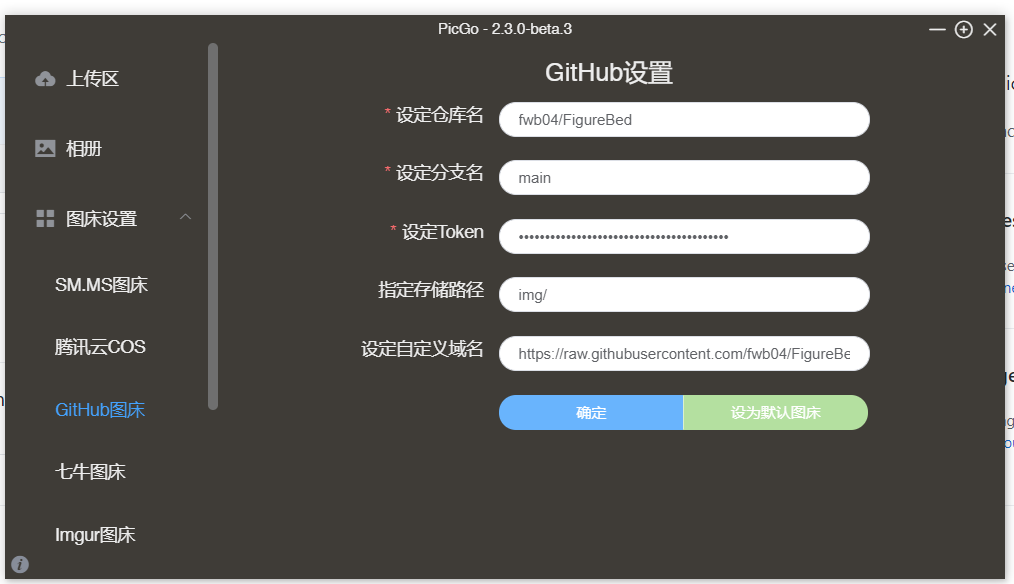 PicGo - 2.3.0-beta.3
上传区
相册
图床设置
SM.MS图床
腾讯云COS
GitHub图床
七牛图床
Imgur图床
GitHub设置
* 设定仓库名
fwb04/FigureBed
* 设定分支名
main
* 设定Token
••••••••••••••••••••••••••••••••••••••••
指定存储路径
img/
设定自定义域名
https://raw.githubusercontent.com/fwb04/FigureBe
确定
设为默认图床